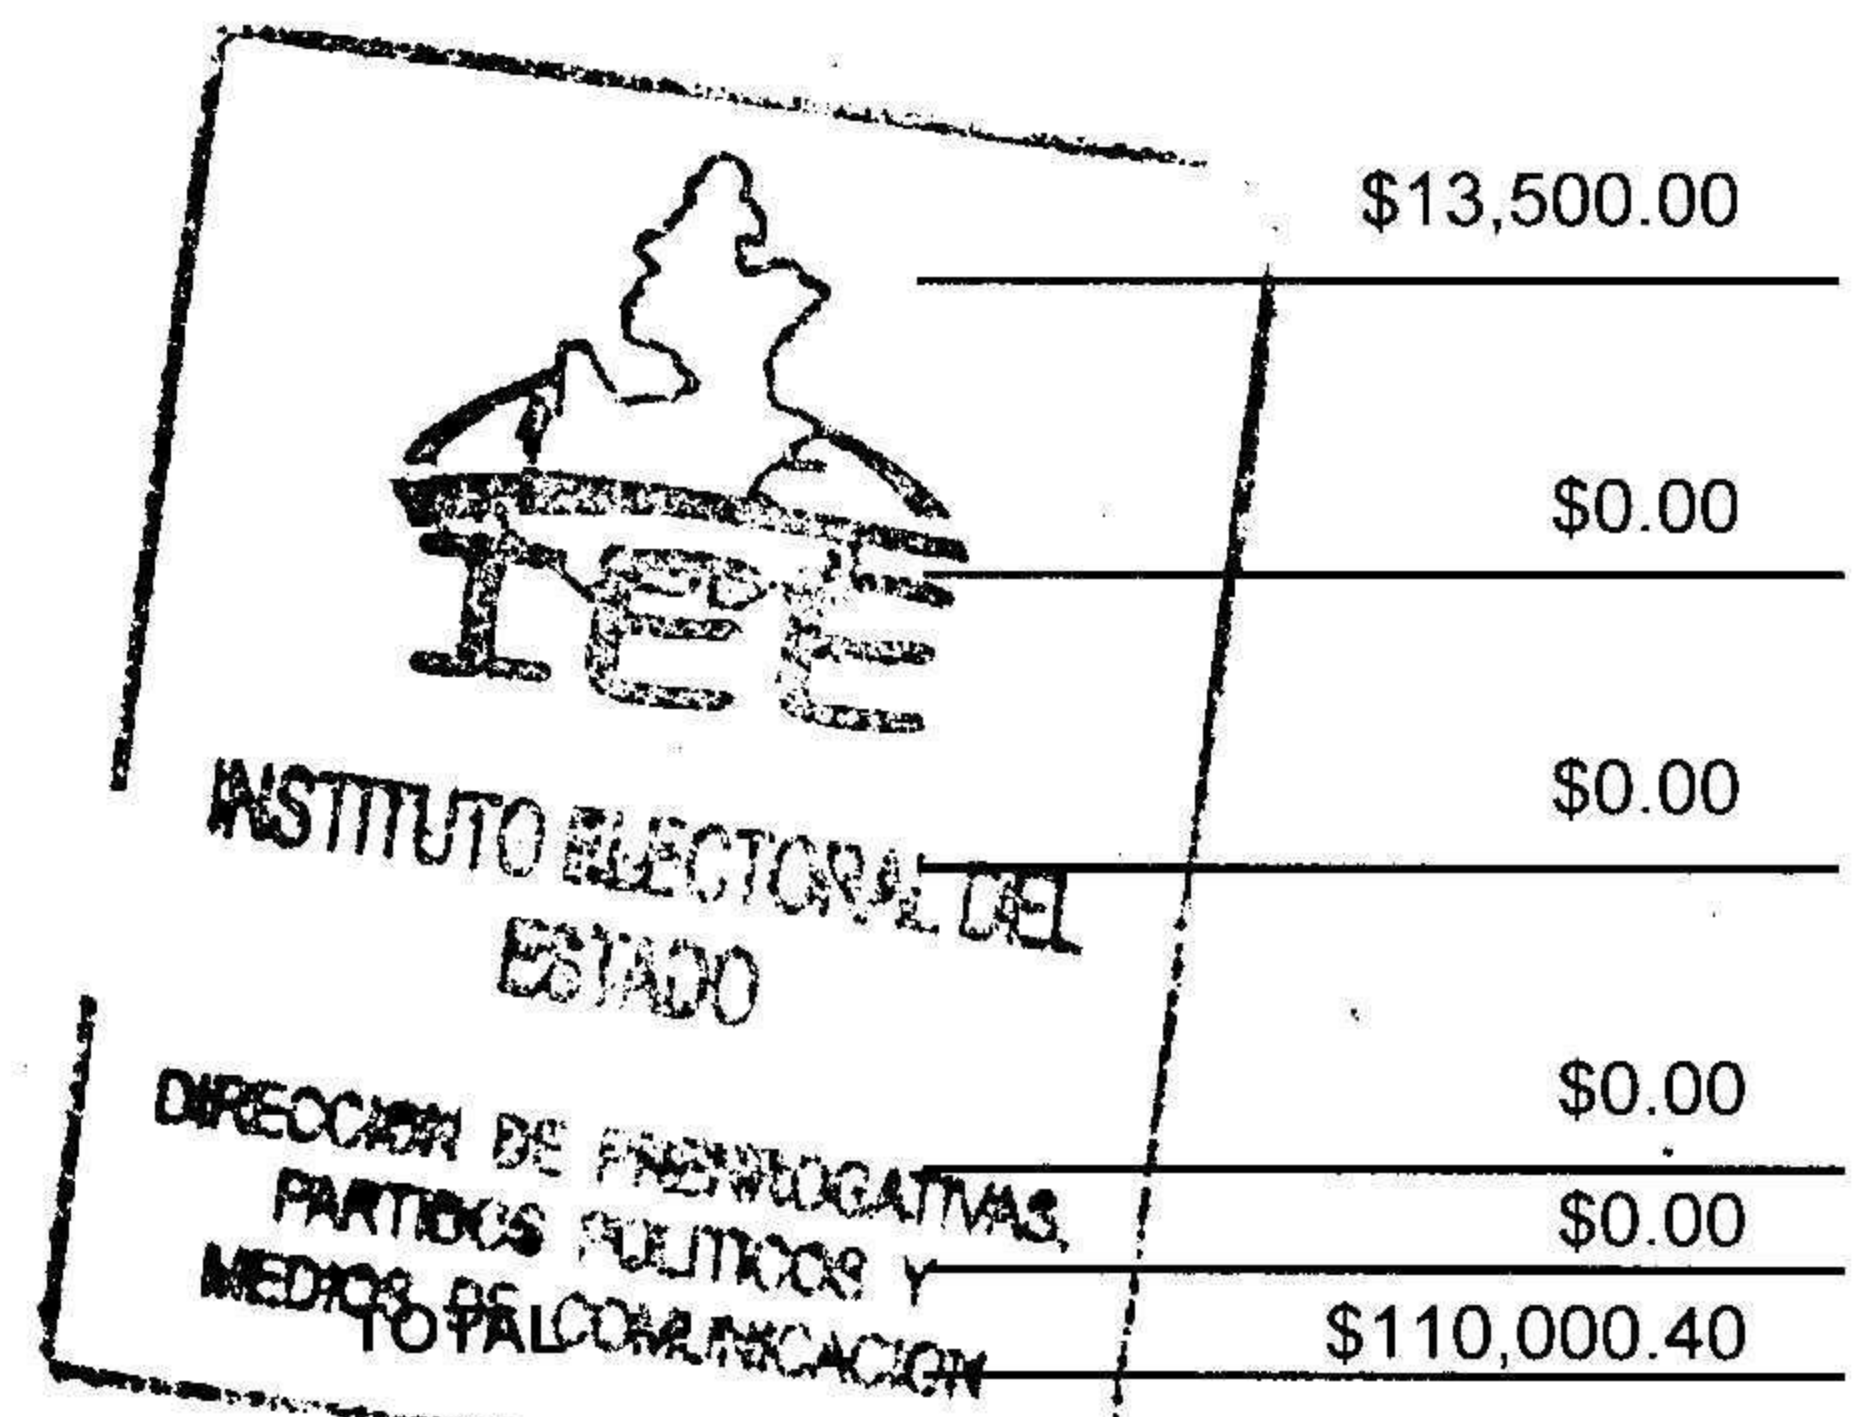 $13,500.00
$0.00
IEE
$0.00
INSTITUTO ELECTORAL DEL
ESTADO
$0.00
DIRECCION DE PRERROGATIVAS,
$0.00
PARTIDOS POLITICOS Y
MEDIOS DE COMUNICACION
TOTAL $110,000.40